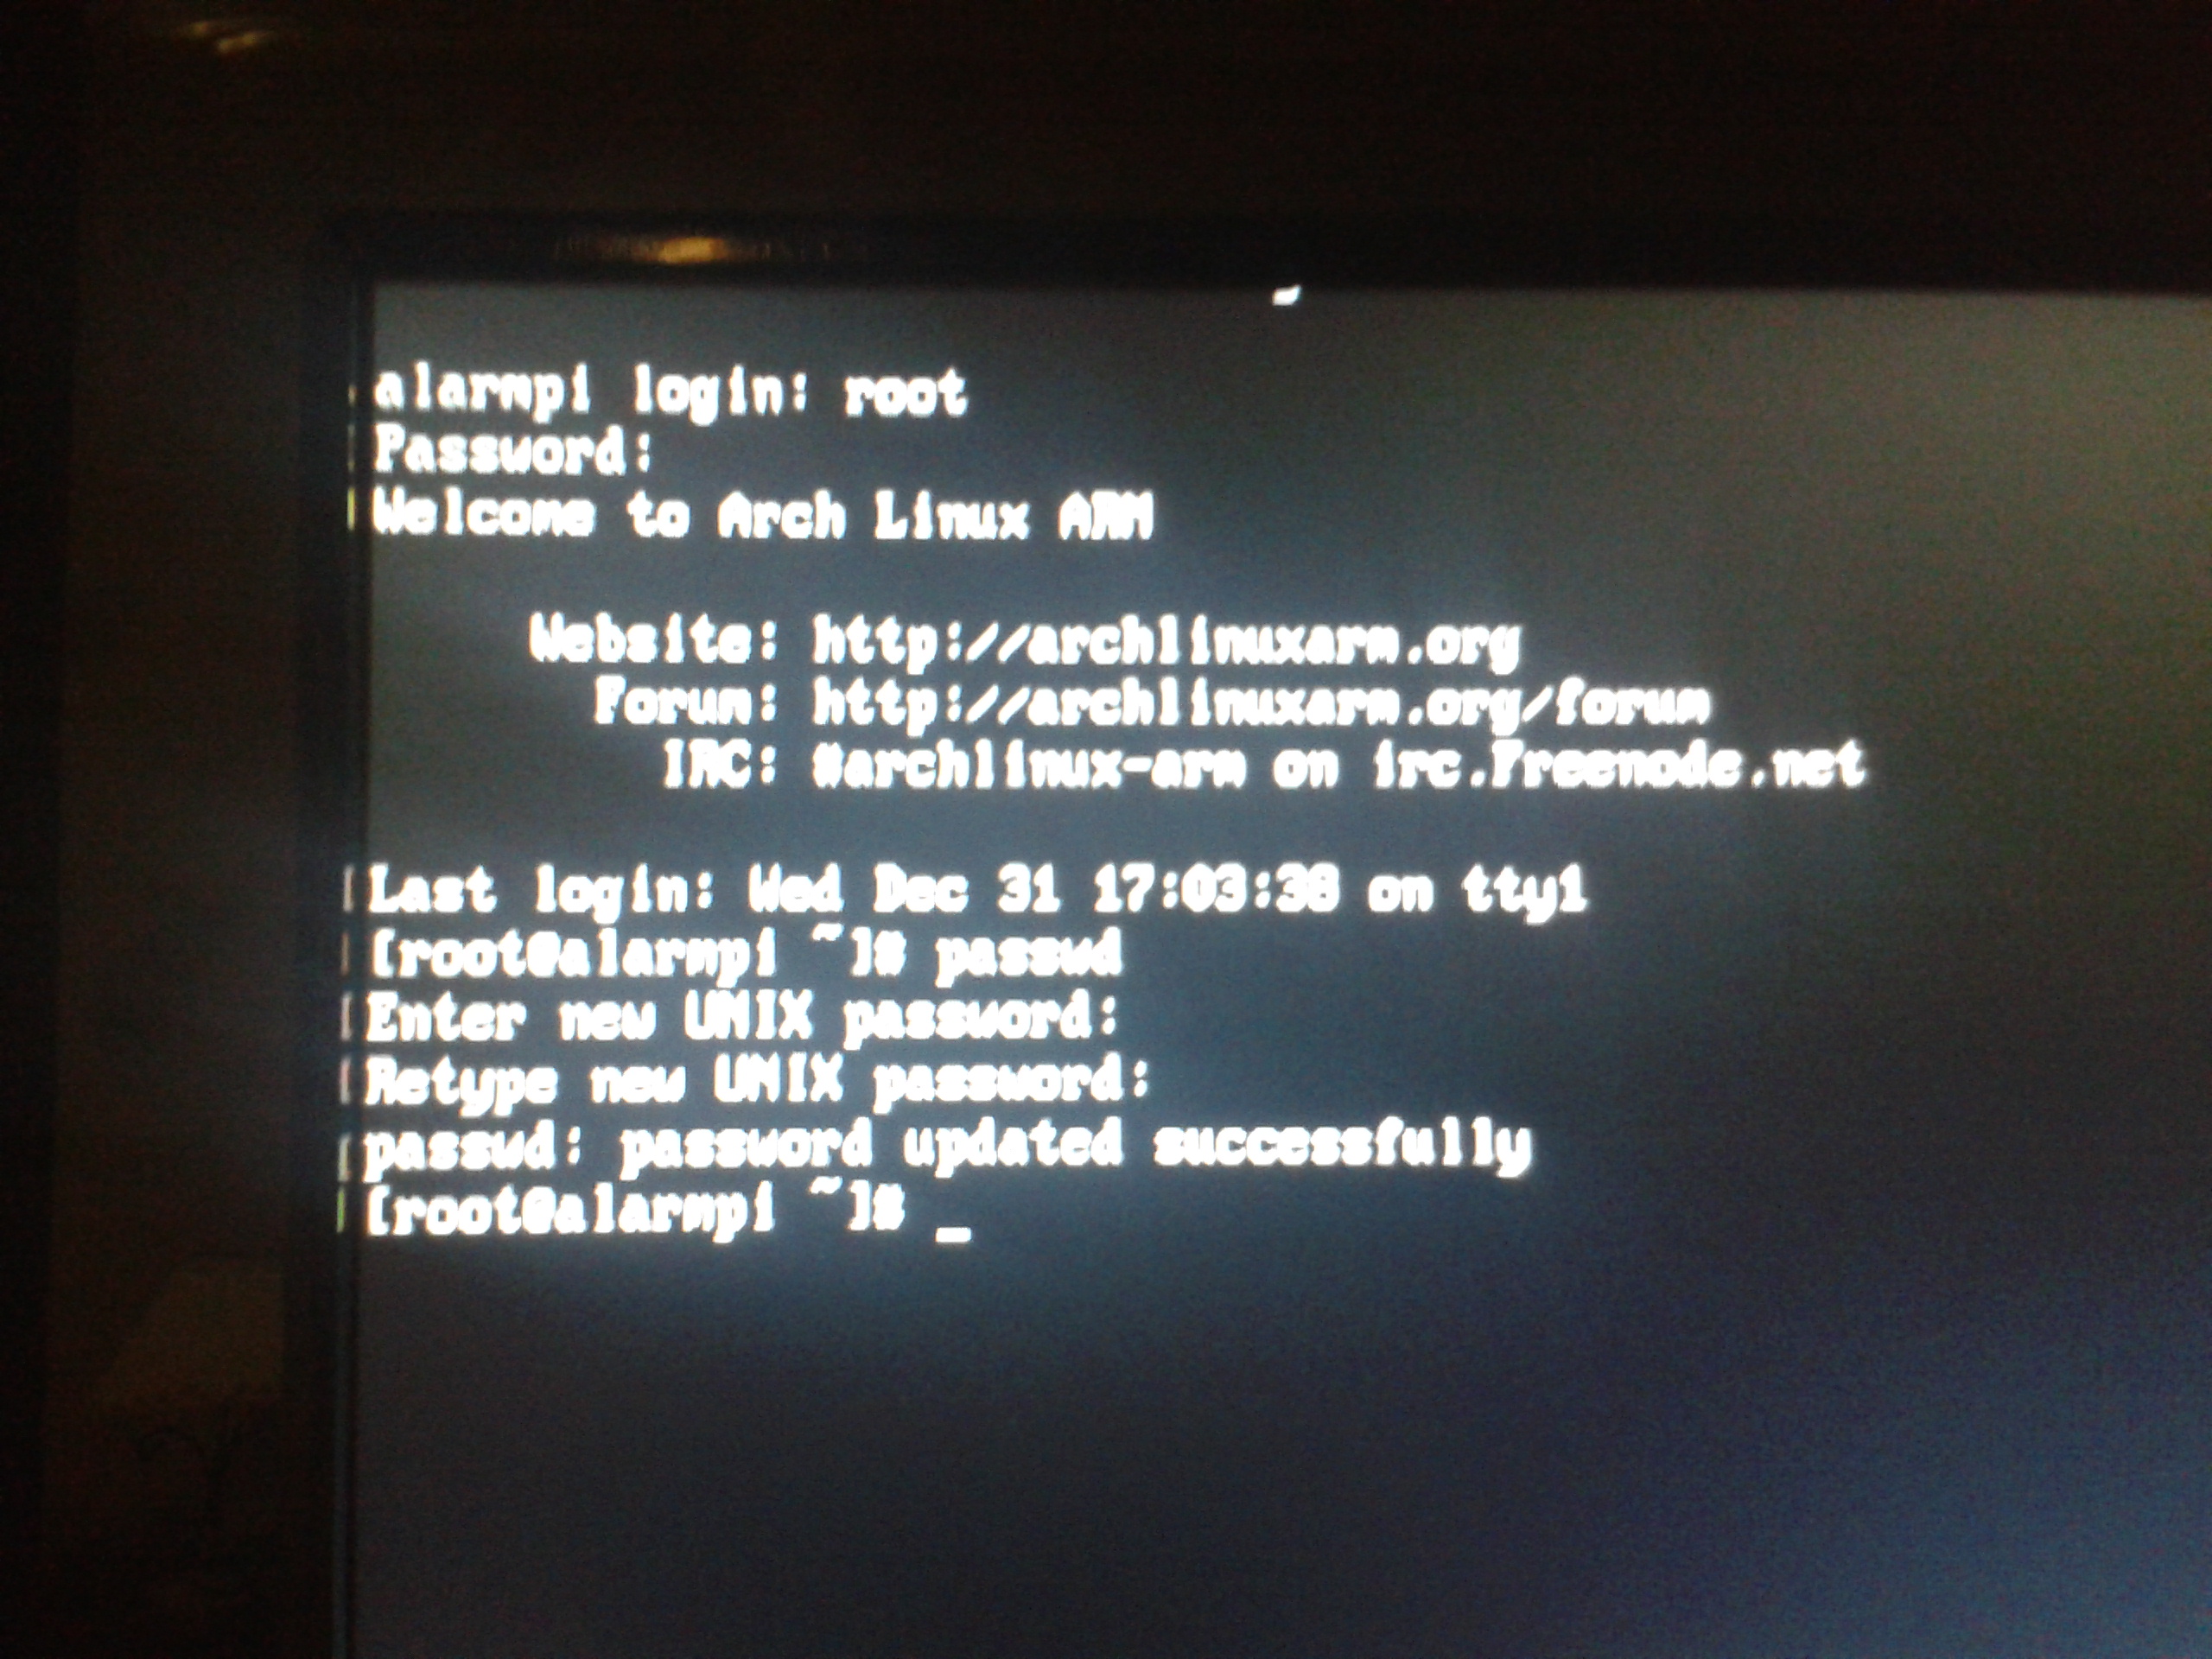 alarmpi login: root
Password:
Welcome to Arch Linux ARM
Website: http://archlinuxarm.org
Forum: http://archlinuxarm.org/forum
IRC: #archlinux-arm on irc.Freenode.net
Last login: Wed Dec 31 17:03:38 on tty1
[root@alarmpi ~]# passwd
Enter new UNIX password:
Retype new UNIX password:
passwd: password updated successfully
[root@alarmpi ~]# _